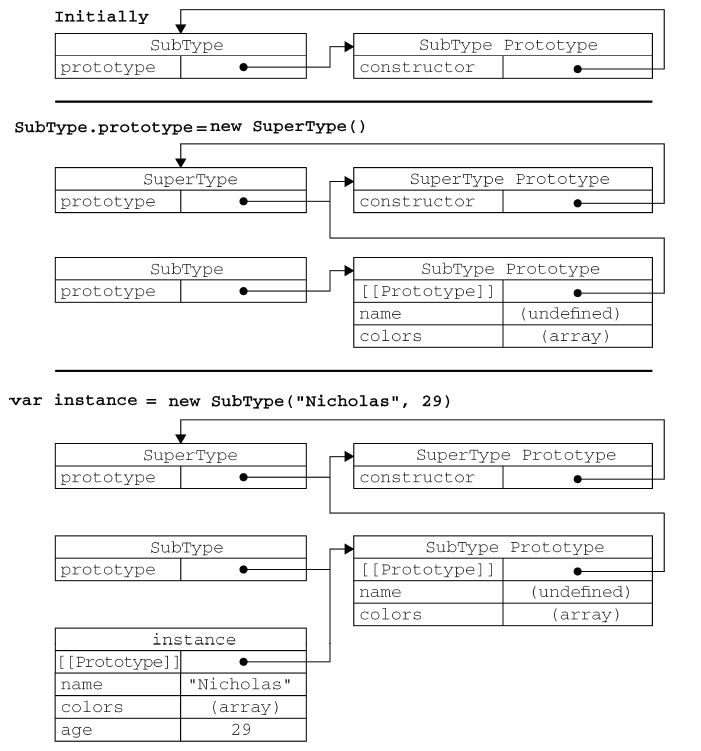 Initially
SubType
prototype
SubType Prototype
constructor
SubType.prototype=new SuperType()
SuperType
prototype
SuperType Prototype
constructor
SubType
prototype
SubType Prototype
[[Prototype]]
name (undefined)
colors (array)
var instance = new SubType("Nicholas", 29)
SuperType
prototype
SuperType Prototype
constructor
SubType
prototype
SubType Prototype
[[Prototype]]
name (undefined)
colors (array)
instance
[[Prototype]]
name "Nicholas"
colors (array)
age 29